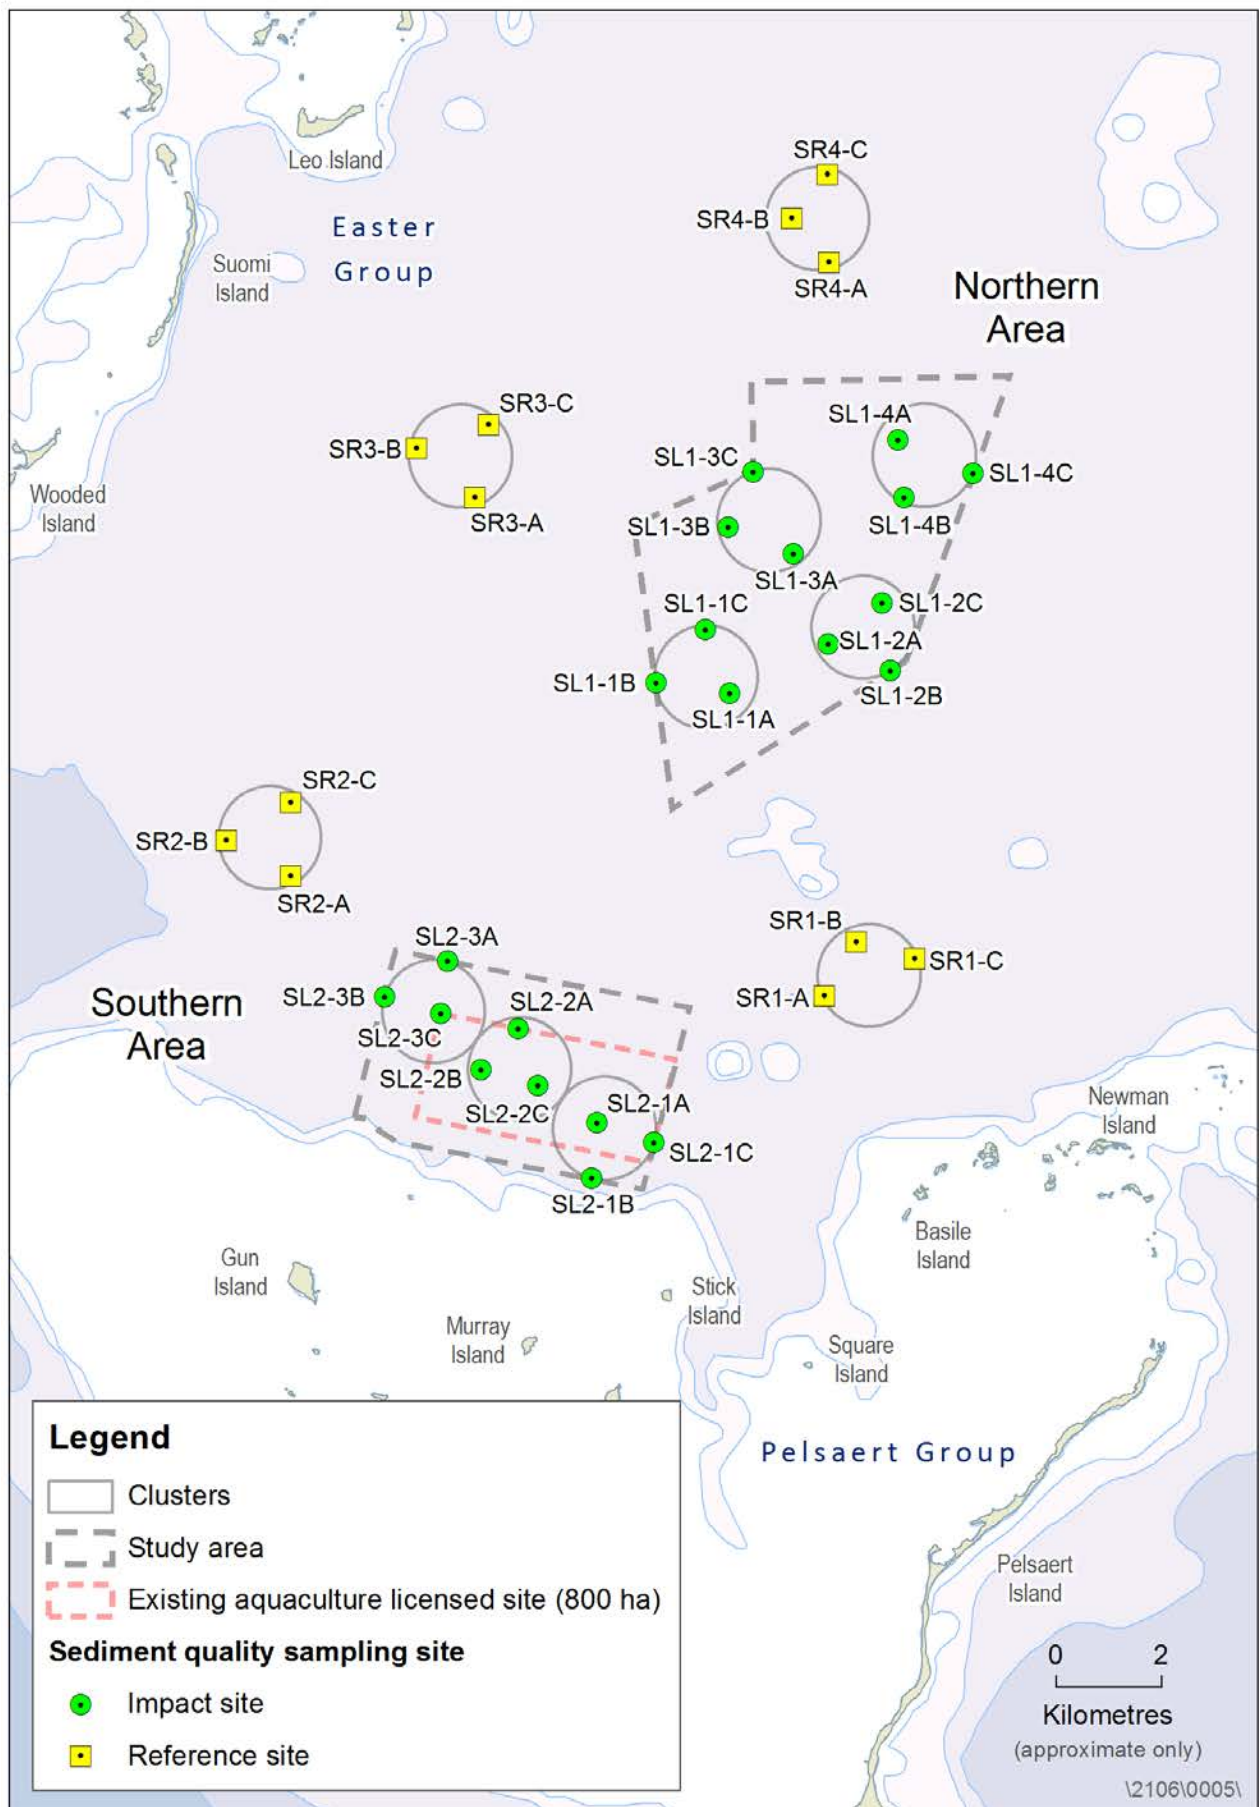 SR4-C
Leo Island
SR4-B
Easter
Group
Suomi
Island
SR4-A
Northern
Area
SR3-C
SL1-4A
SR3-B
SL1-3C
SL1-4C
Wooded
Island
SR3-A
SL1-3B
SL1-4B
SL1-3A
SL1-1C
SL1-2C
SL1-2A
SL1-1B
SL1-2B
SL1-1A
SR2-C
SR2-B
SR2-A
SR1-B
SL2-3A
SR1-C
Southern
Area
SL2-3B
SL2-2A
SR1-A
SL2-3C
SL2-2B
SL2-1A
SL2-2C
Newman
Island
SL2-1C
SL2-1B
Basile
Island
Gun
Island
Stick
Island
Murray
Island
Square
Island
Pelsaert Group
Pelsaert
Island
Legend
Clusters
Study area
Existing aquaculture licensed site (800 ha)
Sediment quality sampling site
Impact site
Reference site
0 2
Kilometres
(approximate only)
\2106\0005\